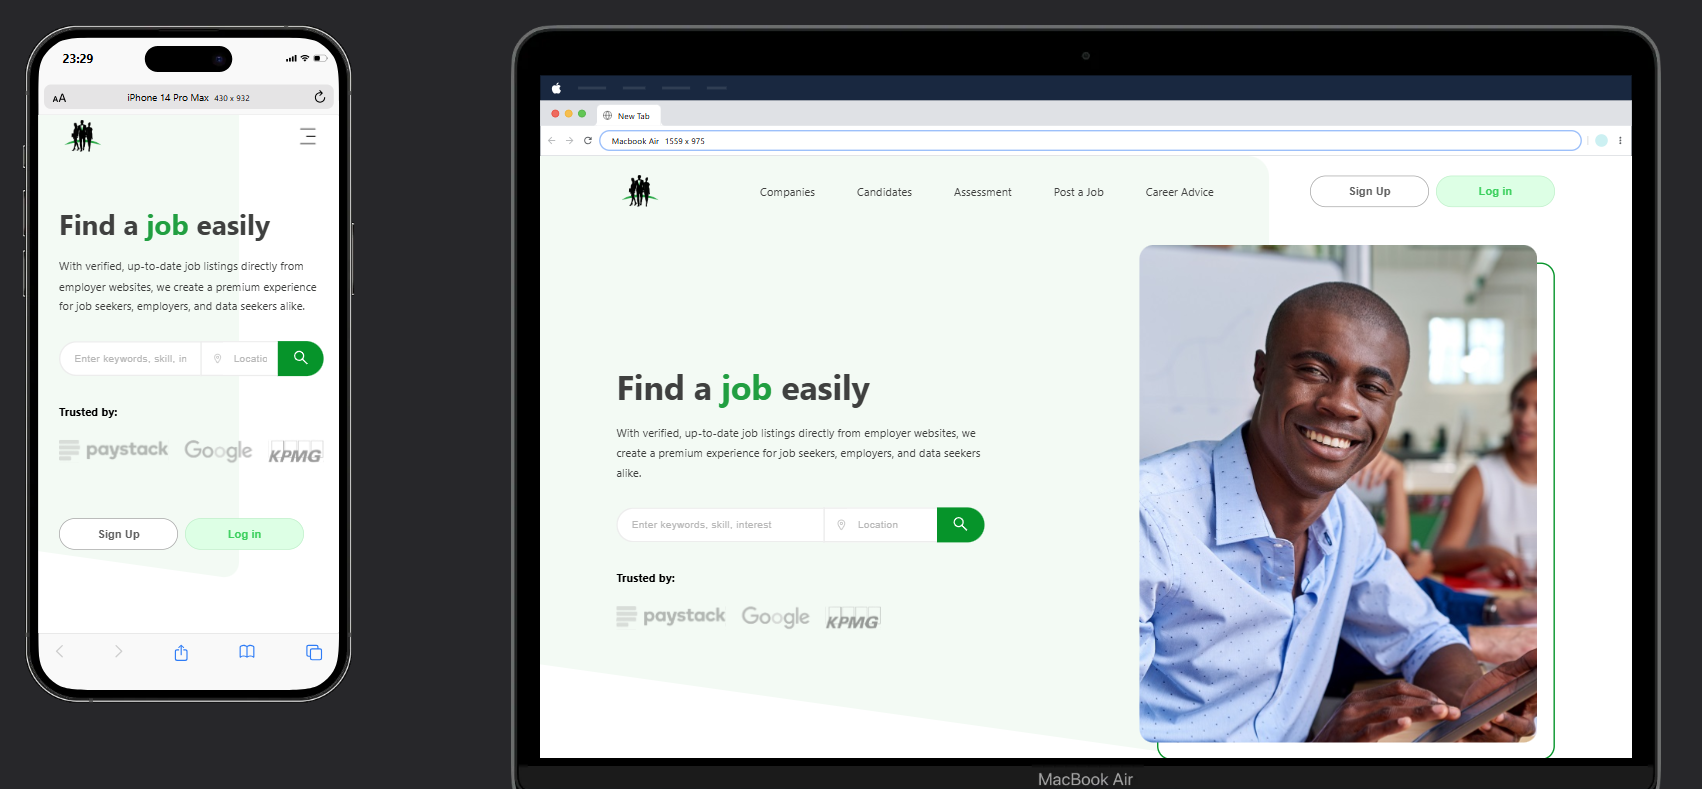 23:29
AA
iPhone 14 Pro Max 430 x 932
Find a job easily
With verified, up-to-date job listings directly from
employer websites, we create a premium experience
for job seekers, employers, and data seekers alike.
Enter keywords, skill, in
Locatic
Trusted by:
paystack Google KPMG
Sign Up
Log in
New Tab
Macbook Air 1559 x 975
Companies
Candidates
Assessment
Post a Job
Career Advice
Sign Up
Log in
Find a job easily
With verified, up-to-date job listings directly from employer websites, we
create a premium experience for job seekers, employers, and data seekers
alike.
Enter keywords, skill, interest
Location
Trusted by:
paystack Google KPMG
MacBook Air